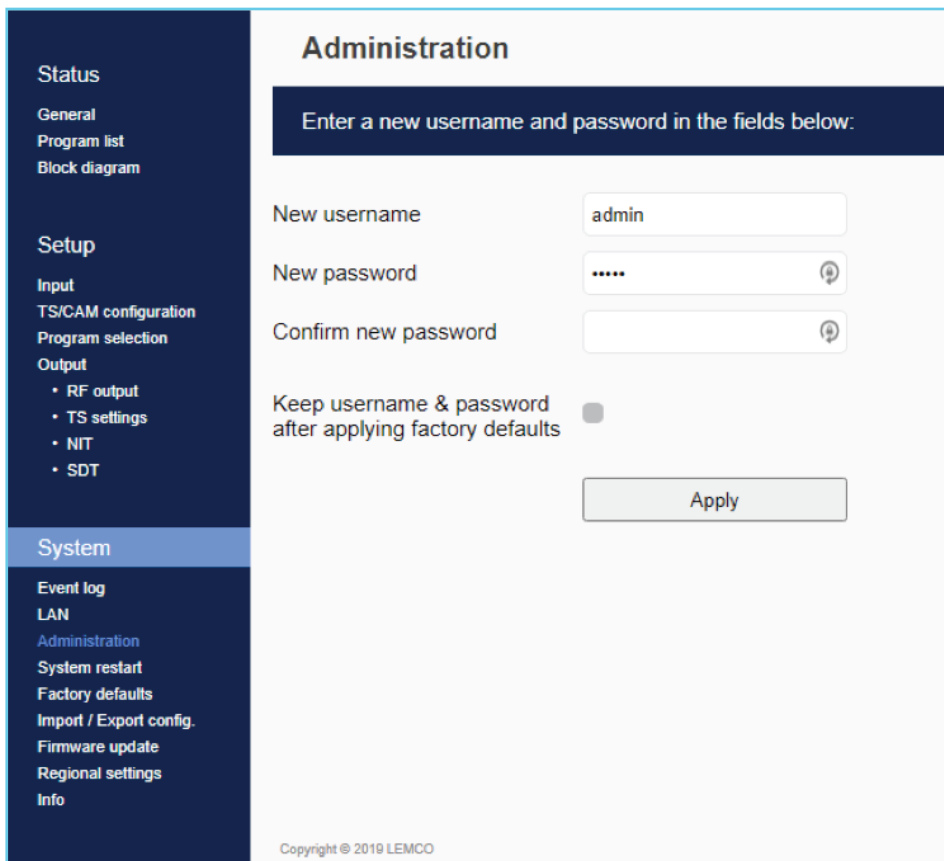 Status
General
Program list
Block diagram
Setup
Input
TS/CAM configuration
Program selection
Output
• RF output
• TS settings
• NIT
• SDT
System
Event log
LAN
Administration
System restart
Factory defaults
Import / Export config.
Firmware update
Regional settings
Info
Administration
Enter a new username and password in the fields below:
New username
admin
New password
•••••
Confirm new password
Keep username & password
after applying factory defaults
Apply
Copyright © 2019 LEMCO